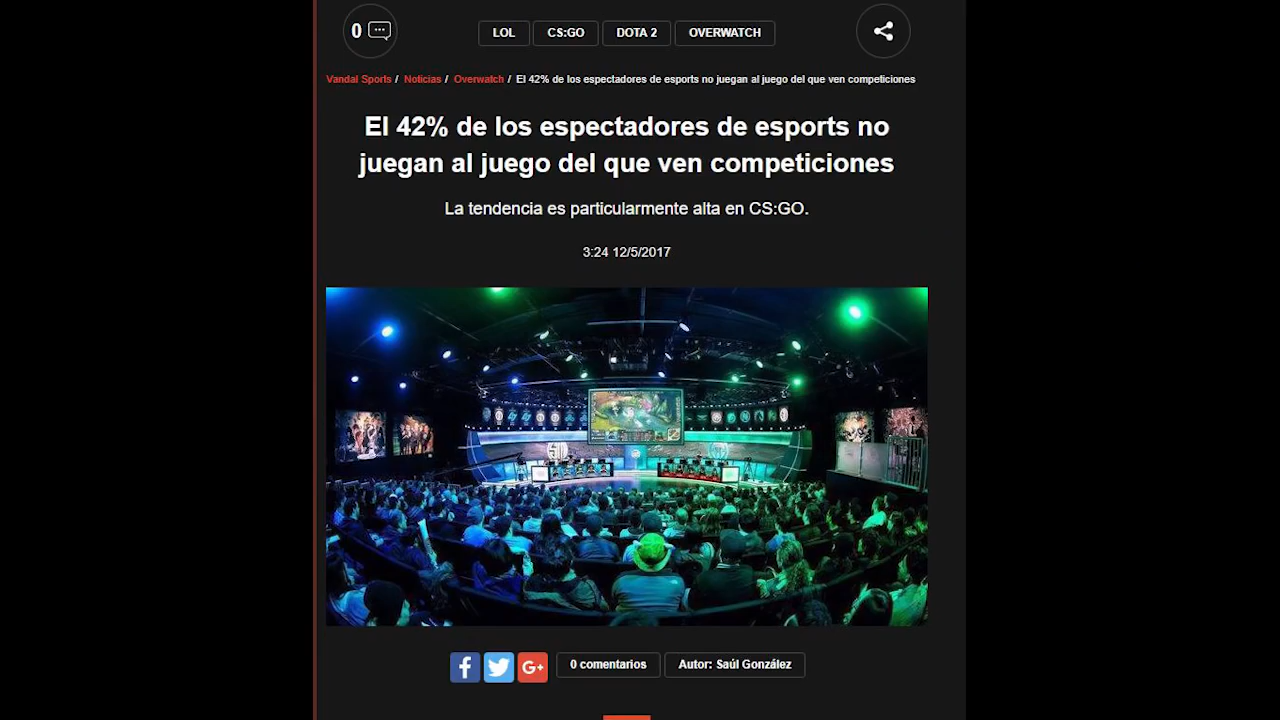 0
LOL
CS:GO
DOTA 2
OVERWATCH
Vandal Sports / Noticias / Overwatch / El 42% de los espectadores de esports no juegan al juego del que ven competiciones
El 42% de los espectadores de esports no
juegan al juego del que ven competiciones
La tendencia es particularmente alta en CS:GO.
3:24 12/5/2017
0 comentarios
Autor: Saúl González